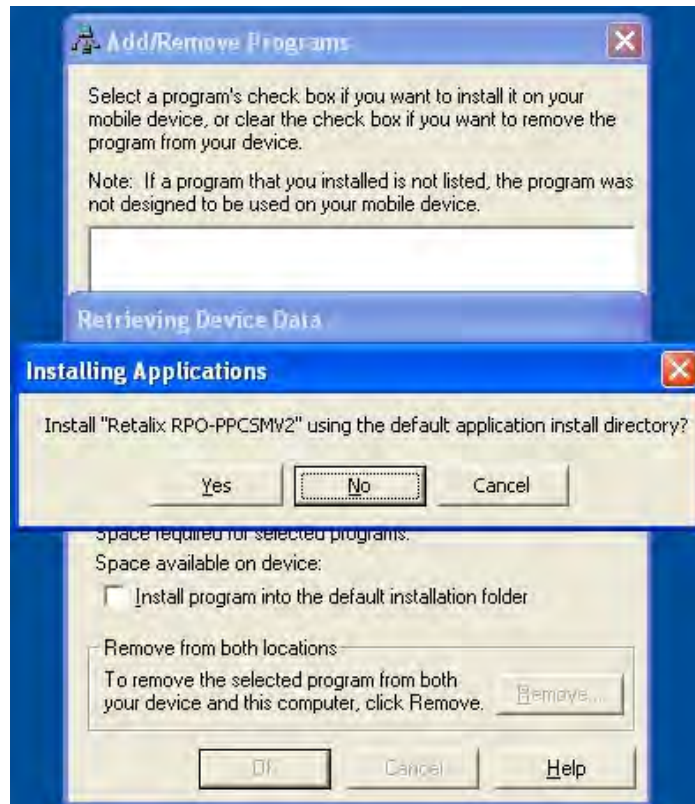 Add/Remove Programs
Select a program's check box if you want to install it on your
mobile device, or clear the check box if you want to remove the
program from your device.
Note: If a program that you installed is not listed, the program was
not designed to be used on your mobile device.
Retrieving Device Data
Installing Applications
Install "Retalix RPO-PPCSMV2" using the default application install directory?
Yes No Cancel
Space required for selected programs:
Space available on device:
Install program into the default installation folder
Remove from both locations
To remove the selected program from both
your device and this computer, click Remove.
Remove...
OK Cancel Help